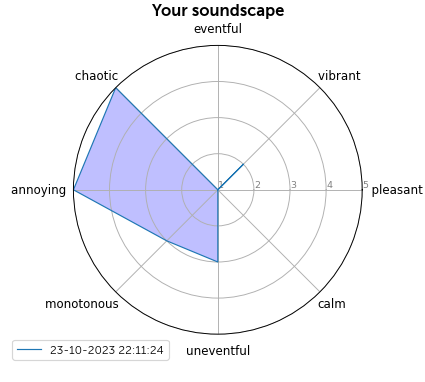 Your soundscape
eventful
chaotic
vibrant
annoying
1 2 3 4 5
pleasant
monotonous
calm
uneventful
23-10-2023 22:11:24